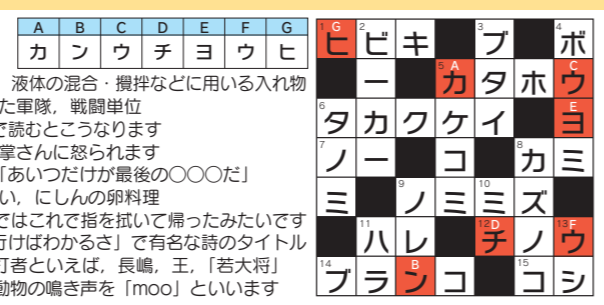 A B C D E F G
カ ン ウ チ ヨ ウ ヒ
液体の混合・攪拌などに用いる入れ物
た軍隊，戦闘単位
で読むとこうなります
掌さんに怒られます
「あいつだけが最後の〇〇〇だ」
い，にしんの卵料理
ではこれで指を拭いて帰ったみたいです
行けばわかるさ」で有名な詩のタイトル
打者といえば，長嶋，王，「若大将」
動物の鳴き声を「moo」といいます
1 G ヒ 2 ビ キ 3 ブ 4 ボ
ー 5 A カ タ ホ C ウ
6 タ カ ク ケ イ E ヨ
7 ノ ー コ 8 カ ミ
ミ 9 ノ ミ 10 ミ ズ
11 ハ レ 12 D チ ノ 13 F ウ
14 ブ ラ B ン コ 15 コ シ